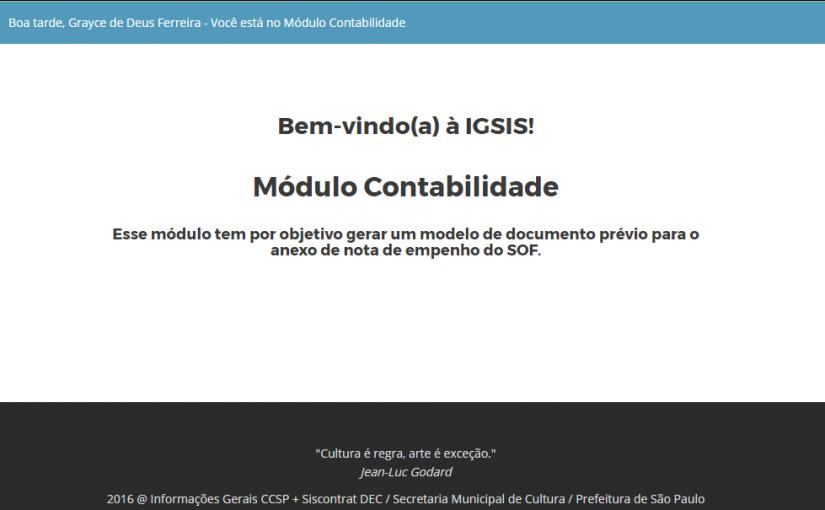 Boa tarde, Grayce de Deus Ferreira - Você está no Módulo Contabilidade
Bem-vindo(a) à IGSIS!
Módulo Contabilidade
Esse módulo tem por objetivo gerar um modelo de documento prévio para o
anexo de nota de empenho do SOF.
"Cultura é regra, arte é exceção."
Jean-Luc Godard
2016 @ Informações Gerais CCSP + Siscontrat DEC / Secretaria Municipal de Cultura / Prefeitura de São Paulo